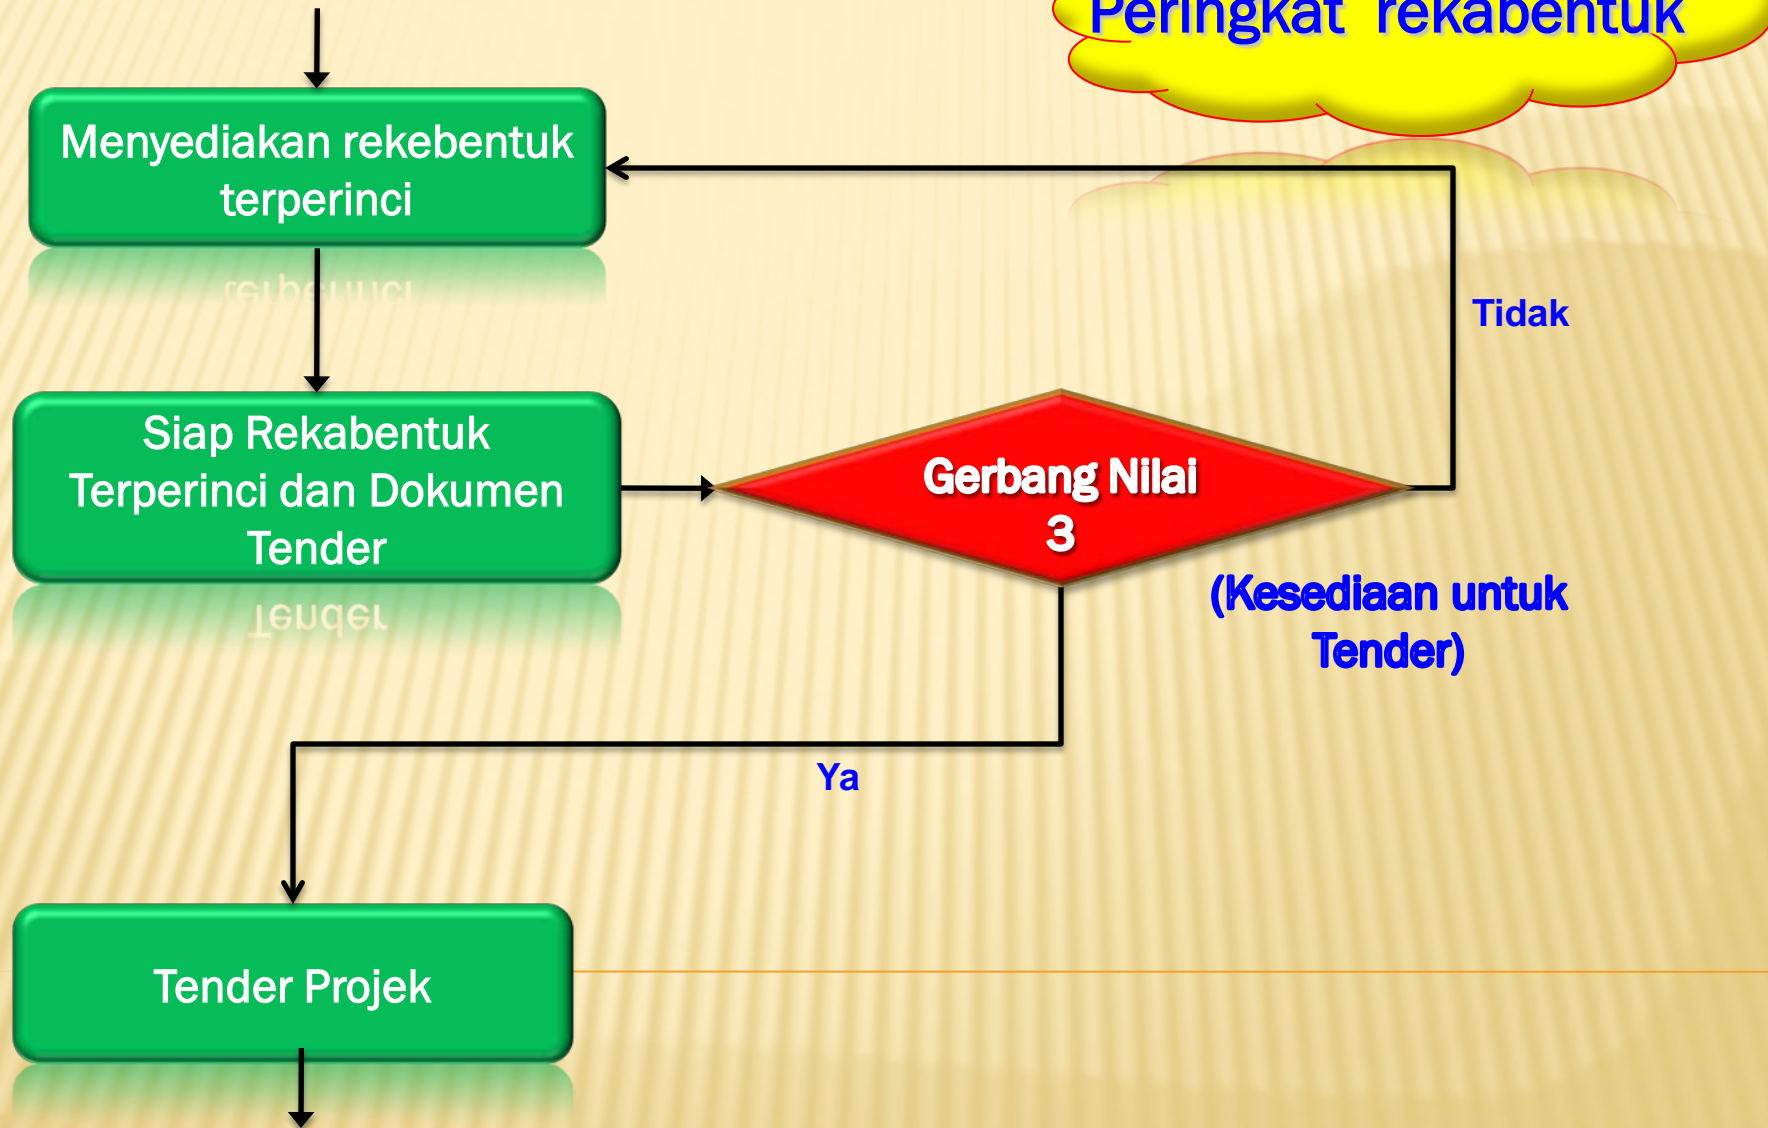 Peringkat rekabentuk
Menyediakan rekebentuk
terperinci
Tidak
Siap Rekabentuk
Terperinci dan Dokumen
Tender
Gerbang Nilai
3
(Kesediaan untuk
Tender)
Ya
Tender Projek